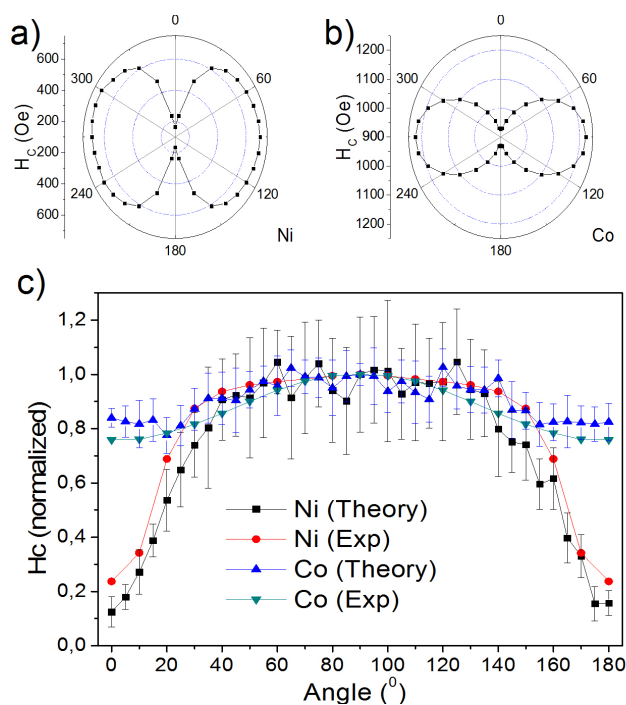 a)
0
600
400
200
0
200
400
600
H_C (Oe)
300
60
240
120
180
Ni
b)
0
1200
1100
1000
900
1000
1100
1200
H_C (Oe)
300
60
240
120
180
Co
c)
1,2
1,0
0,8
0,6
0,4
0,2
0,0
Hc (normalized)
Ni (Theory)
Ni (Exp)
Co (Theory)
Co (Exp)
0 20 40 60 80 100 120 140 160 180
Angle (⁰)